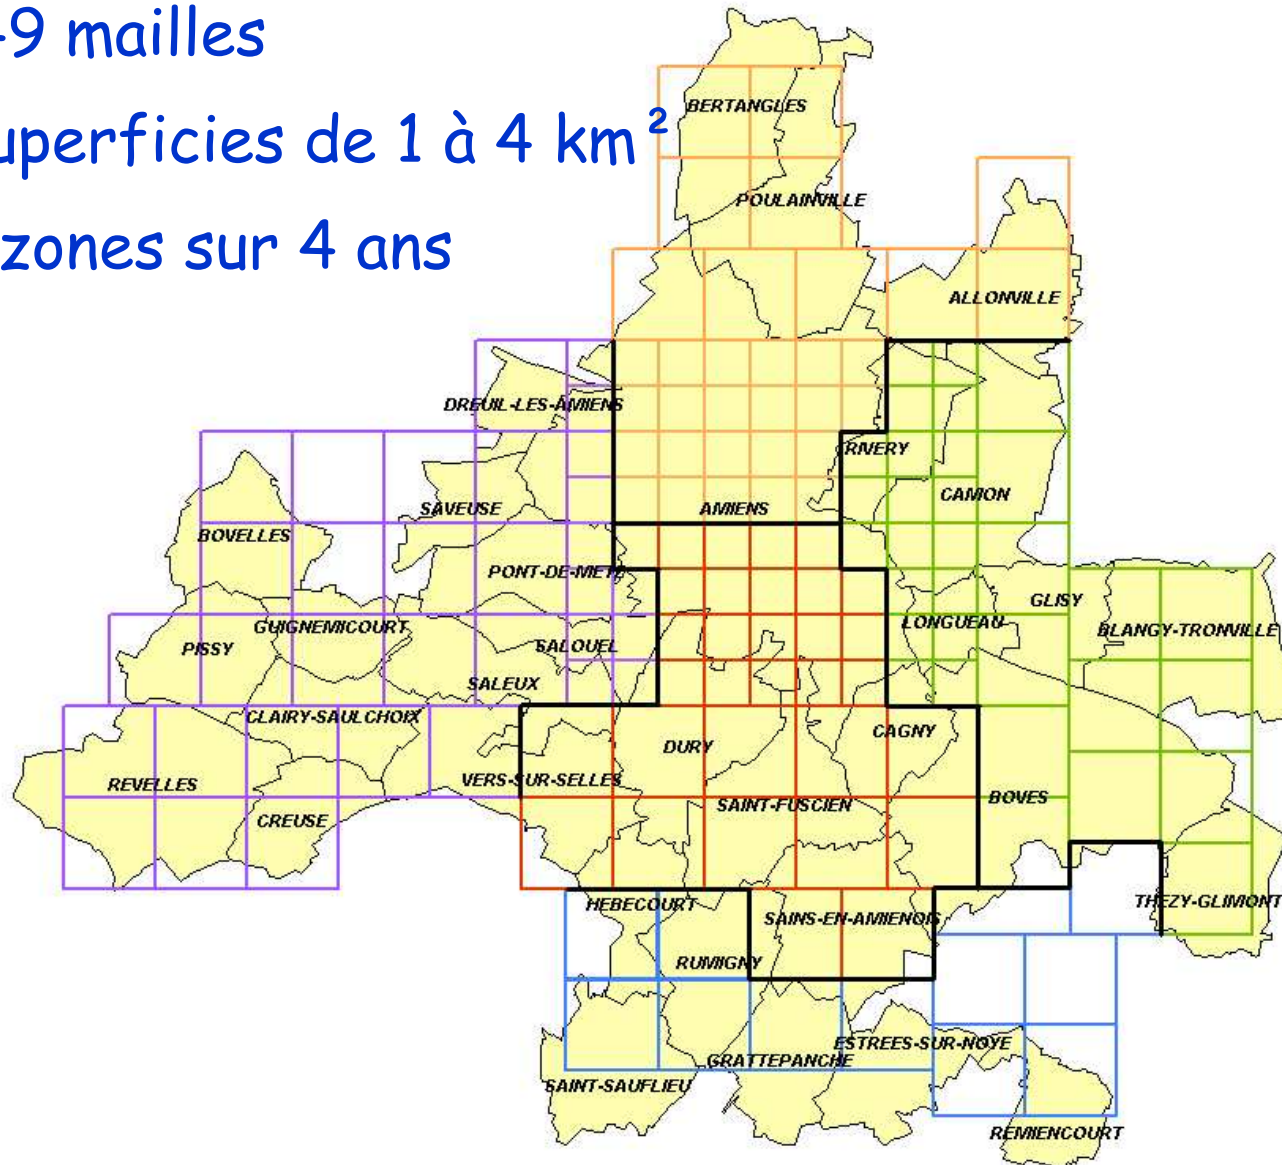 -9 mailles
uperficies de 1 à 4 km²
zones sur 4 ans
BERTANGLES
POULAINVILLE
ALLONVILLE
DREUIL-LES-AMIENS
RIVERY
CAMON
SAVEUSE
AMIENS
BOVELLES
PONT-DE-METZ
GLISY
LONGUEAU
BLANGY-TRONVILLE
GUIGNEMICOURT
PISSY
SALOUEL
SALEUX
CLAIRY-SAULCHOIX
CAGNY
DURY
REVELLES
VERS-SUR-SELLES
BOVES
SAINT-FUSCIEN
CREUSE
THEZY-GLIMONT
HEBECOURT
SAINS-EN-AMIENOIS
RUMIGNY
ESTREES-SUR-NOYE
GRATTEPANCHE
SAINT-SAUFLIEU
REMIENCOURT